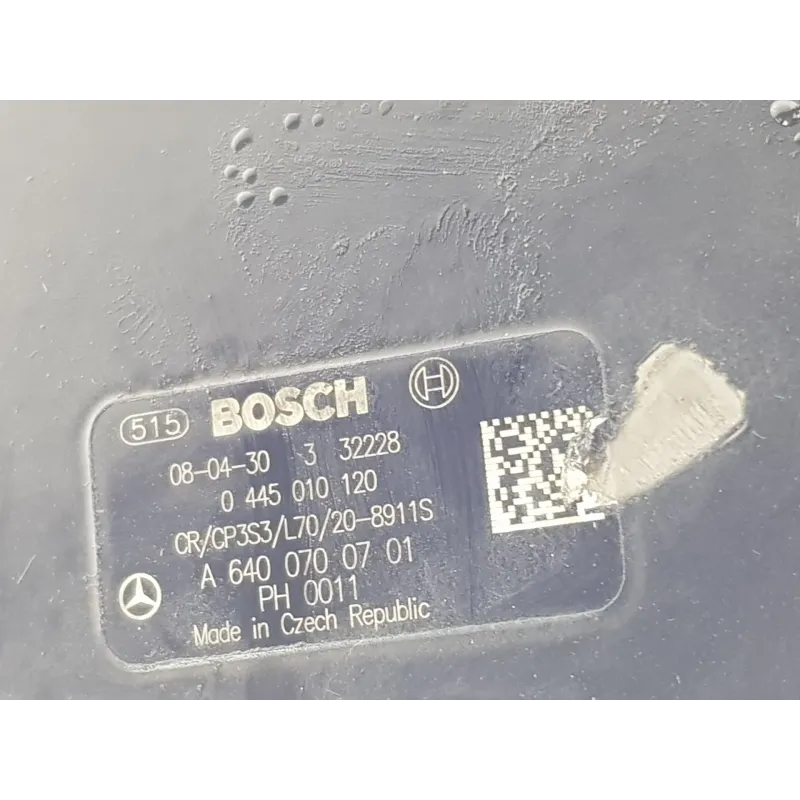 515 BOSCH
08-04-30 3 32228
0 445 010 120
CR/CP3S3/L70/20-8911S
A 640 070 07 01
PH 0011
Made in Czech Republic